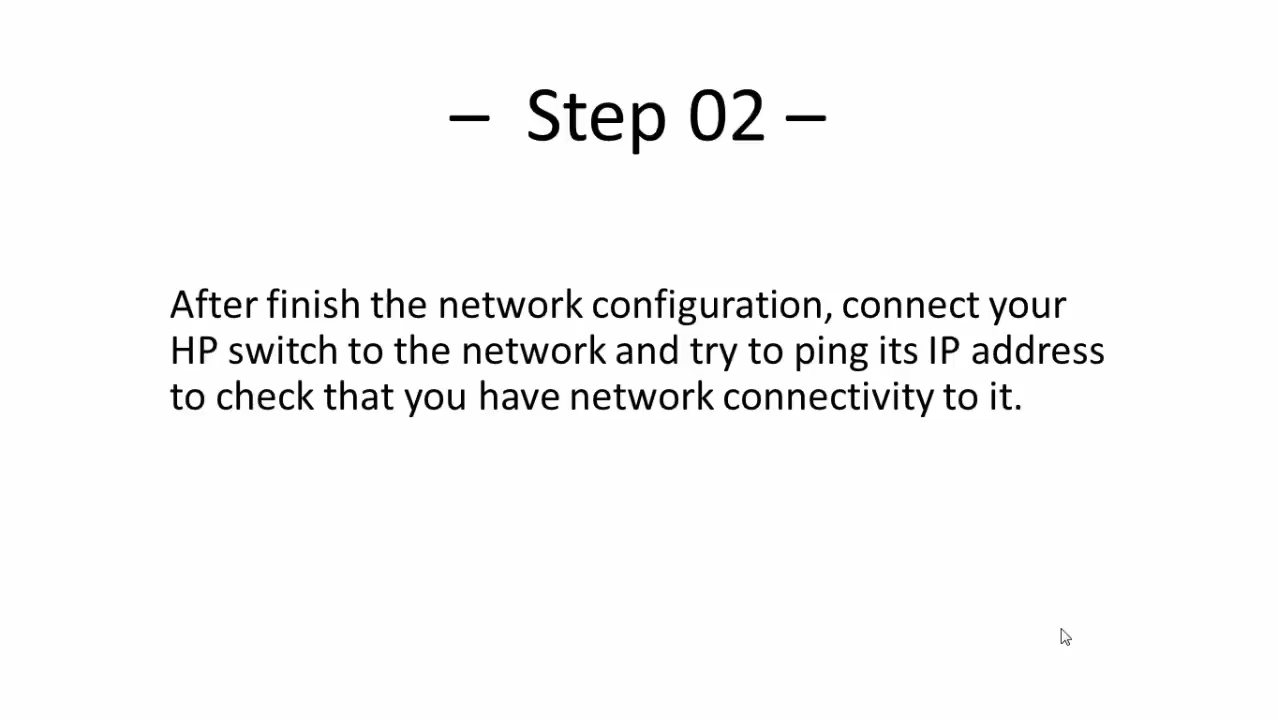 – Step 02 –
After finish the network configuration, connect your
HP switch to the network and try to ping its IP address
to check that you have network connectivity to it.